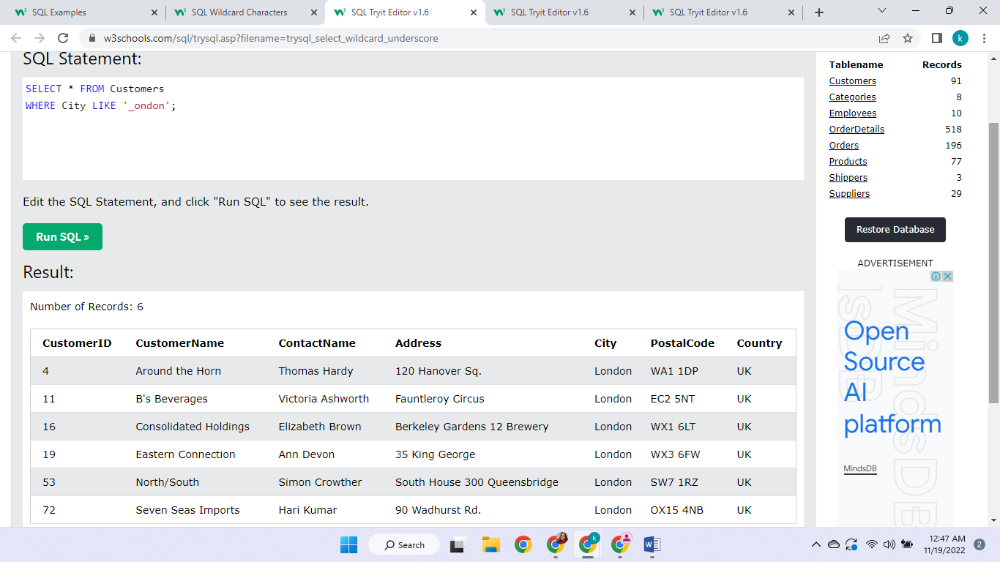 SQL Examples
SQL Wildcard Characters
SQL Tryit Editor v1.6
SQL Tryit Editor v1.6
SQL Tryit Editor v1.6
w3schools.com/sql/trysql.asp?filename=trysql_select_wildcard_underscore
k
SQL Statement:
SELECT * FROM Customers
WHERE City LIKE '_ondon';
Edit the SQL Statement, and click "Run SQL" to see the result.
Run SQL »
Result:
Number of Records: 6
CustomerID CustomerName ContactName Address City PostalCode Country
4 Around the Horn Thomas Hardy 120 Hanover Sq. London WA1 1DP UK
11 B's Beverages Victoria Ashworth Fauntleroy Circus London EC2 5NT UK
16 Consolidated Holdings Elizabeth Brown Berkeley Gardens 12 Brewery London WX1 6LT UK
19 Eastern Connection Ann Devon 35 King George London WX3 6FW UK
53 North/South Simon Crowther South House 300 Queensbridge London SW7 1RZ UK
72 Seven Seas Imports Hari Kumar 90 Wadhurst Rd. London OX15 4NB UK
Tablename Records
Customers 91
Categories 8
Employees 10
OrderDetails 518
Orders 196
Products 77
Shippers 3
Suppliers 29
Restore Database
ADVERTISEMENT
MindsDB
Open
Source
AI
platform
MindsDB
Search
k
12:47 AM
11/19/2022
2